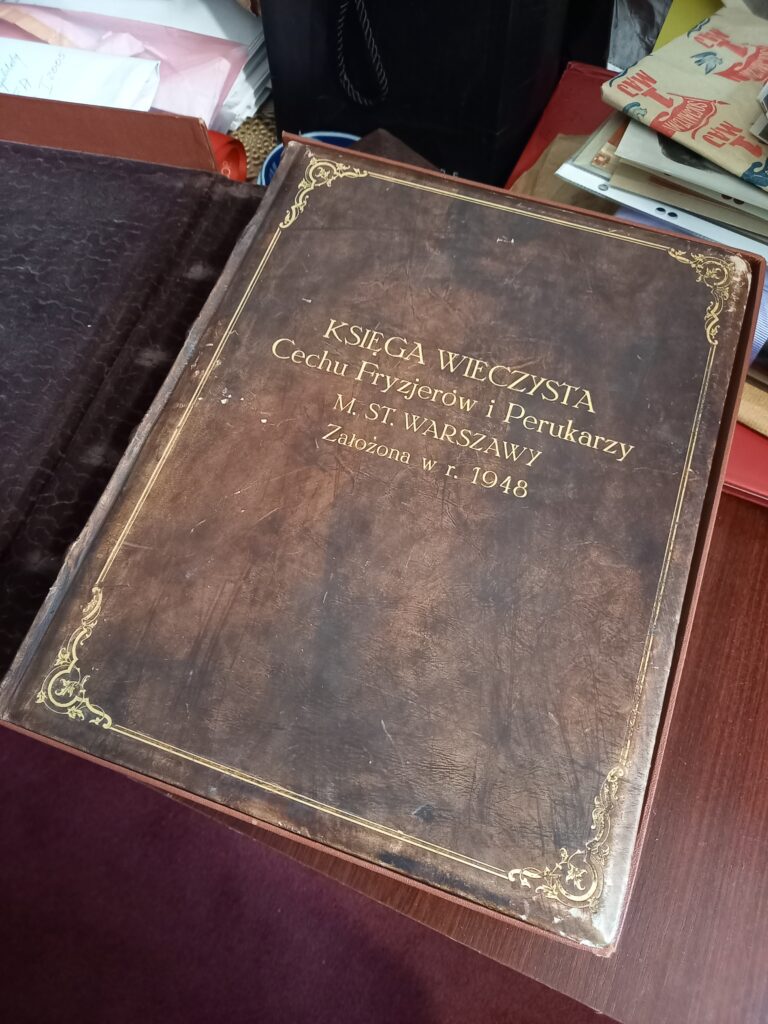 KSIĘGA WIECZYSTA
Cechu Fryzjerów i Perukarzy
M. ST. WARSZAWY
Założona w r. 1948